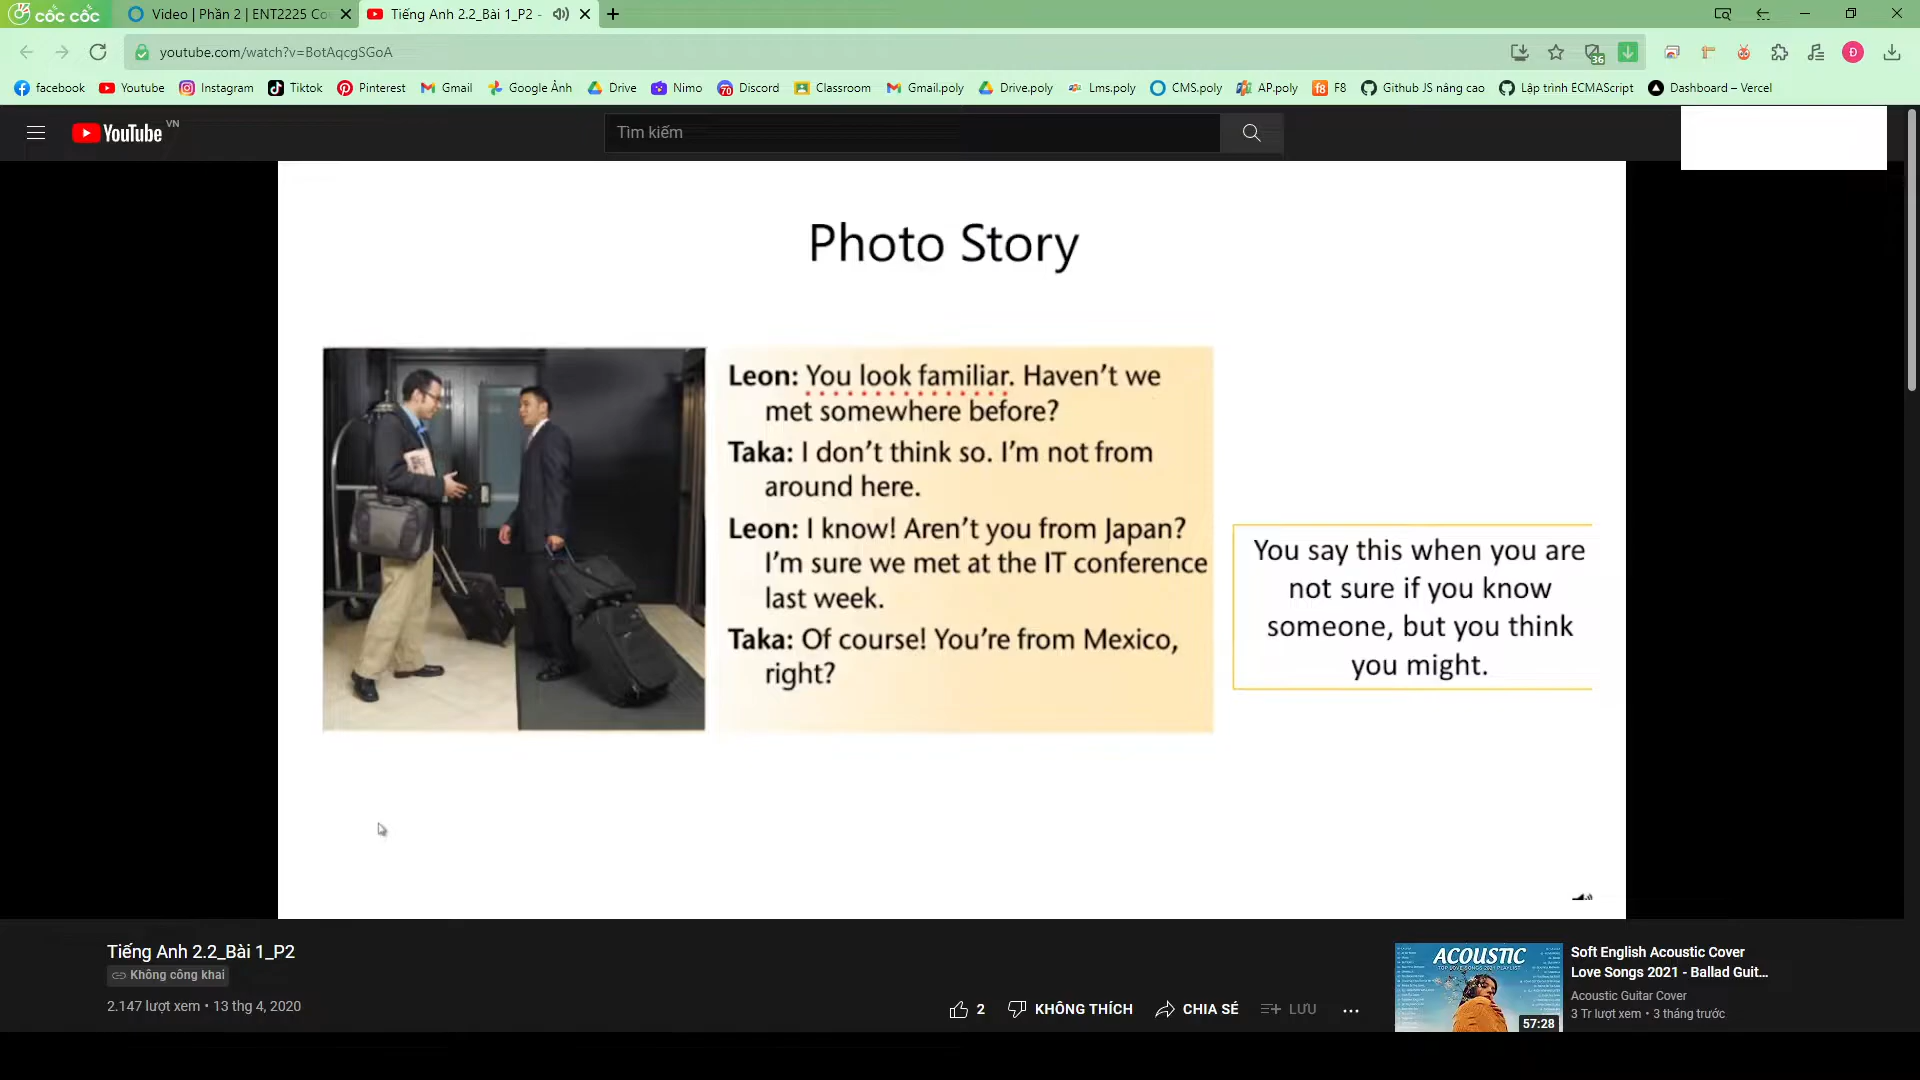 cốc cốc
Video | Phần 2 | ENT2225 Co
Tiếng Anh 2.2_Bài 1_P2 -
youtube.com/watch?v=BotAqcgSGoA
36
Đ
facebook
Youtube
Instagram
Tiktok
Pinterest
Gmail
Google Ảnh
Drive
Nimo
Discord
Classroom
Gmail.poly
Drive.poly
Lms.poly
CMS.poly
AP.poly
F8
Github JS nâng cao
Lập trình ECMAScript
Dashboard – Vercel
YouTube VN
Tìm kiếm
Photo Story
Leon: You look familiar. Haven't we
met somewhere before?
Taka: I don't think so. I'm not from
around here.
Leon: I know! Aren't you from Japan?
I'm sure we met at the IT conference
last week.
Taka: Of course! You're from Mexico,
right?
You say this when you are
not sure if you know
someone, but you think
you might.
Tiếng Anh 2.2_Bài 1_P2
Không công khai
2.147 lượt xem • 13 thg 4, 2020
2
KHÔNG THÍCH
CHIA SẺ
LƯU
ACOUSTIC
TOP LOVE SONGS 2021 PLAYLIST
57:28
Soft English Acoustic Cover
Love Songs 2021 - Ballad Guit...
Acoustic Guitar Cover
3 Tr lượt xem • 3 tháng trước